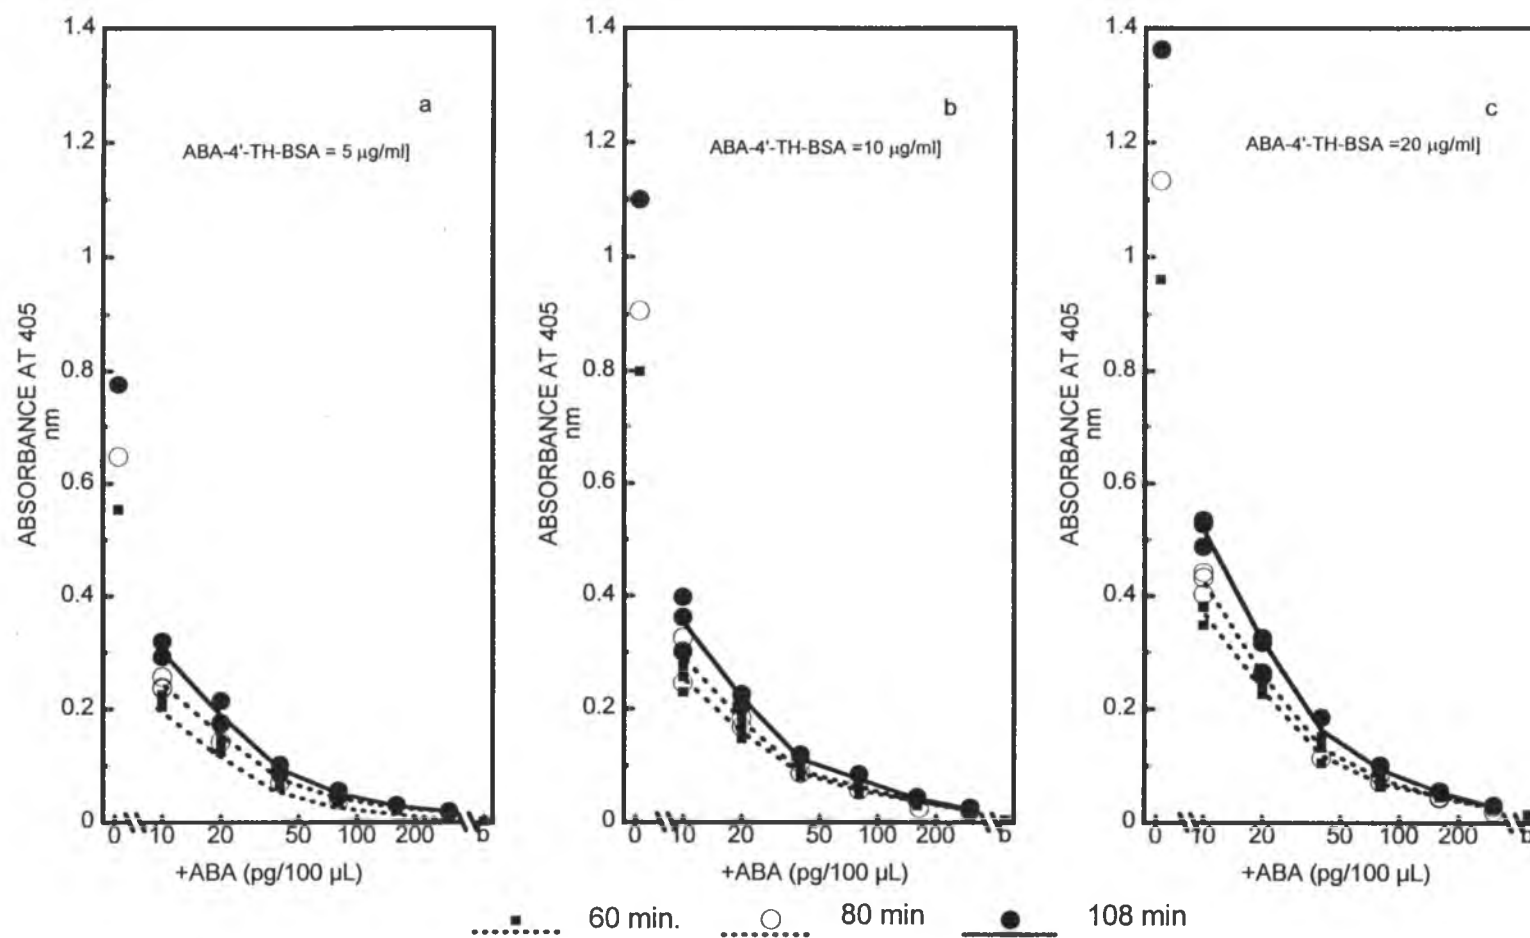 1.4
1.2
1
0.8
0.6
0.4
0.2
0
ABSORBANCE AT 405
nm
a
ABA-4'-TH-BSA = 5 µg/ml]
0 10 20 50 100 200 b
+ABA (pg/100 µL)
1.4
1.2
1
0.8
0.6
0.4
0.2
0
ABSORBANCE AT 405
nm
b
ABA-4'-TH-BSA =10 µg/ml]
0 10 20 50 100 200 b
+ABA (pg/100 µL)
1.4
1.2
1
0.8
0.6
0.4
0.2
0
ABSORBANCE AT 405
nm
c
ABA-4'-TH-BSA =20 µg/ml]
0 10 20 50 100 200 b
+ABA (pg/100 µL)
60 min. 80 min 108 min